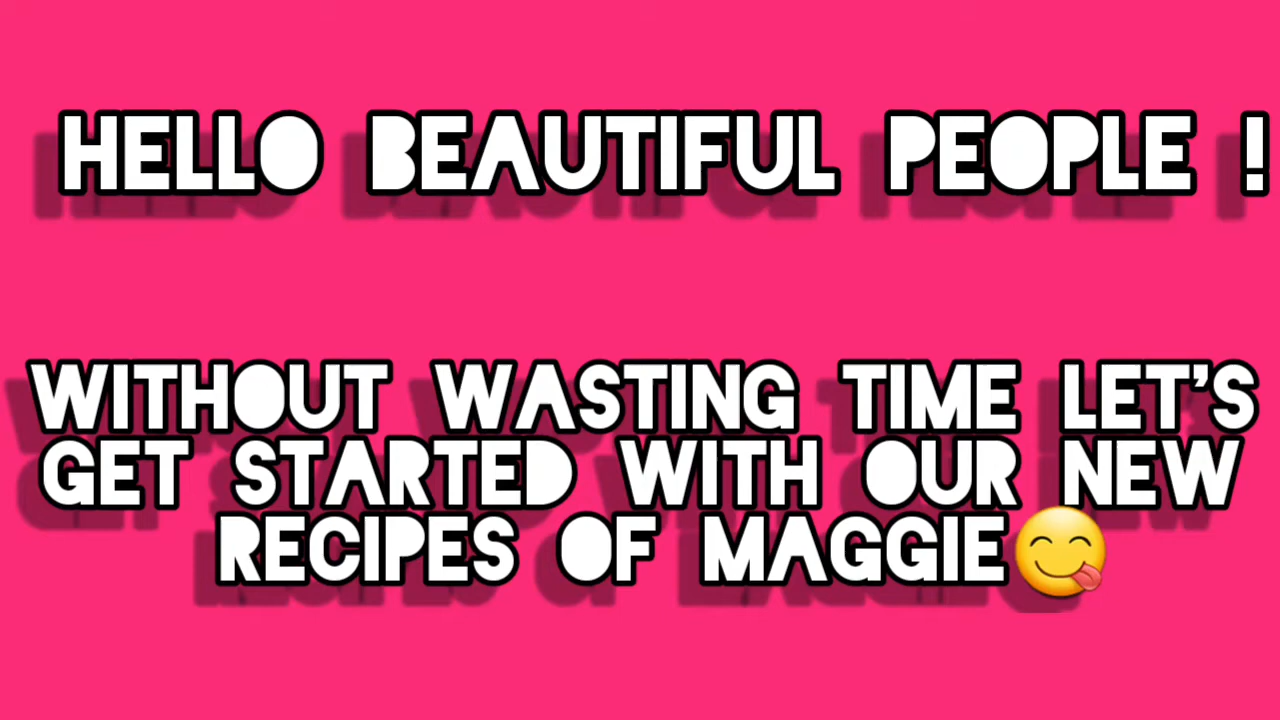 HELLO BEAUTIFUL PEOPLE !
WITHOUT WASTING TIME LET'S
GET STARTED WITH OUR NEW
RECIPES OF MAGGIE😋